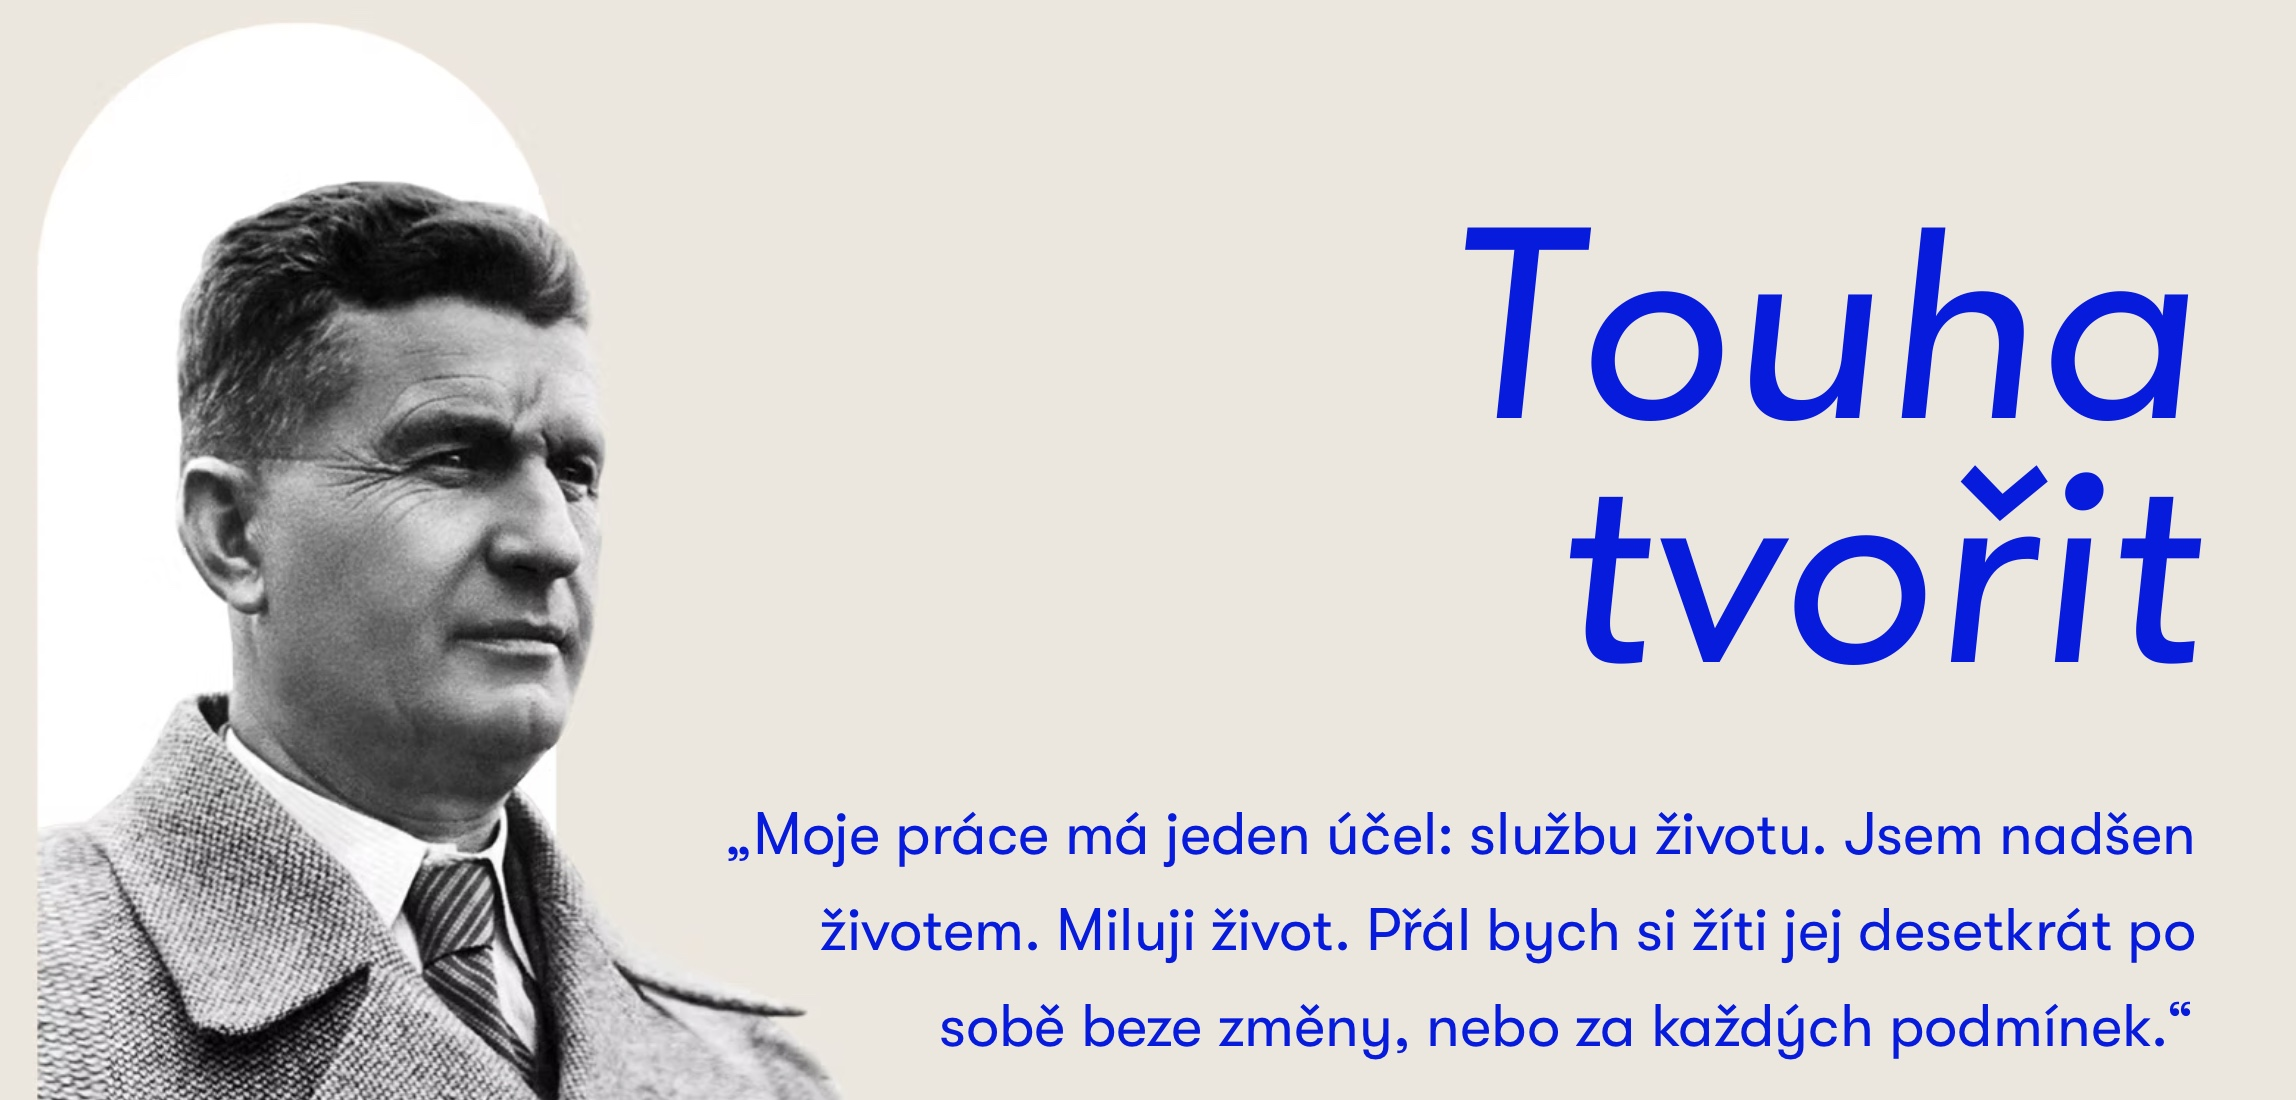 Touha
tvořit
„Moje práce má jeden účel: službu životu. Jsem nadšen
životem. Miluji život. Přál bych si žíti jej desetkrát po
sobě beze změny, nebo za každých podmínek.“